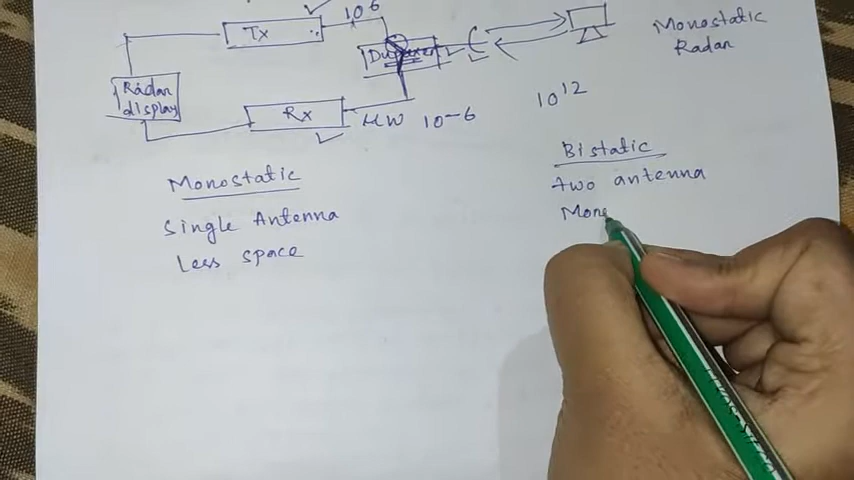 10⁶
Tx
Duplexer
Monostatic
Radar
Radar
display
Rx
MW 10⁻⁶
10¹²
Monostatic
Single Antenna
Less space
Bistatic
two antenna
More